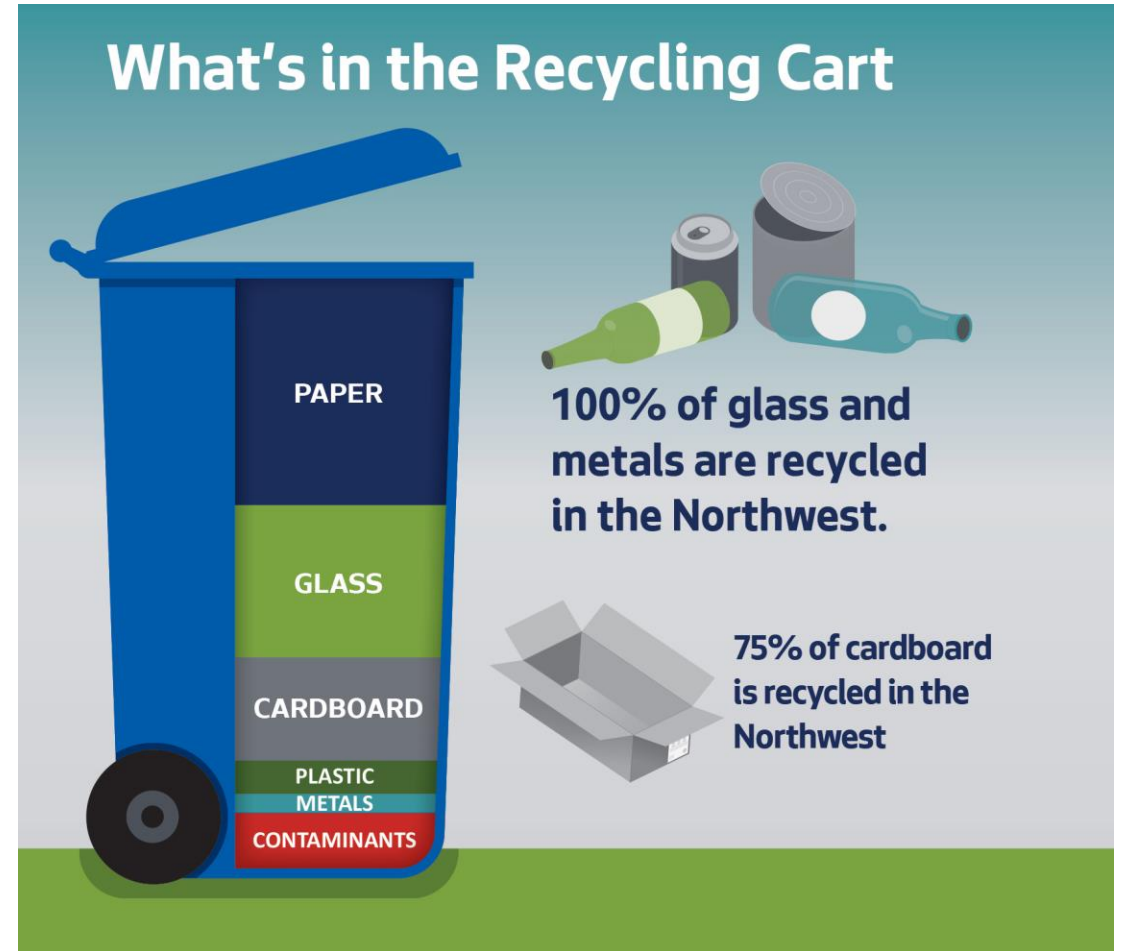 What's in the Recycling Cart
PAPER
GLASS
CARDBOARD
PLASTIC
METALS
CONTAMINANTS
100% of glass and
metals are recycled
in the Northwest.
75% of cardboard
is recycled in the
Northwest